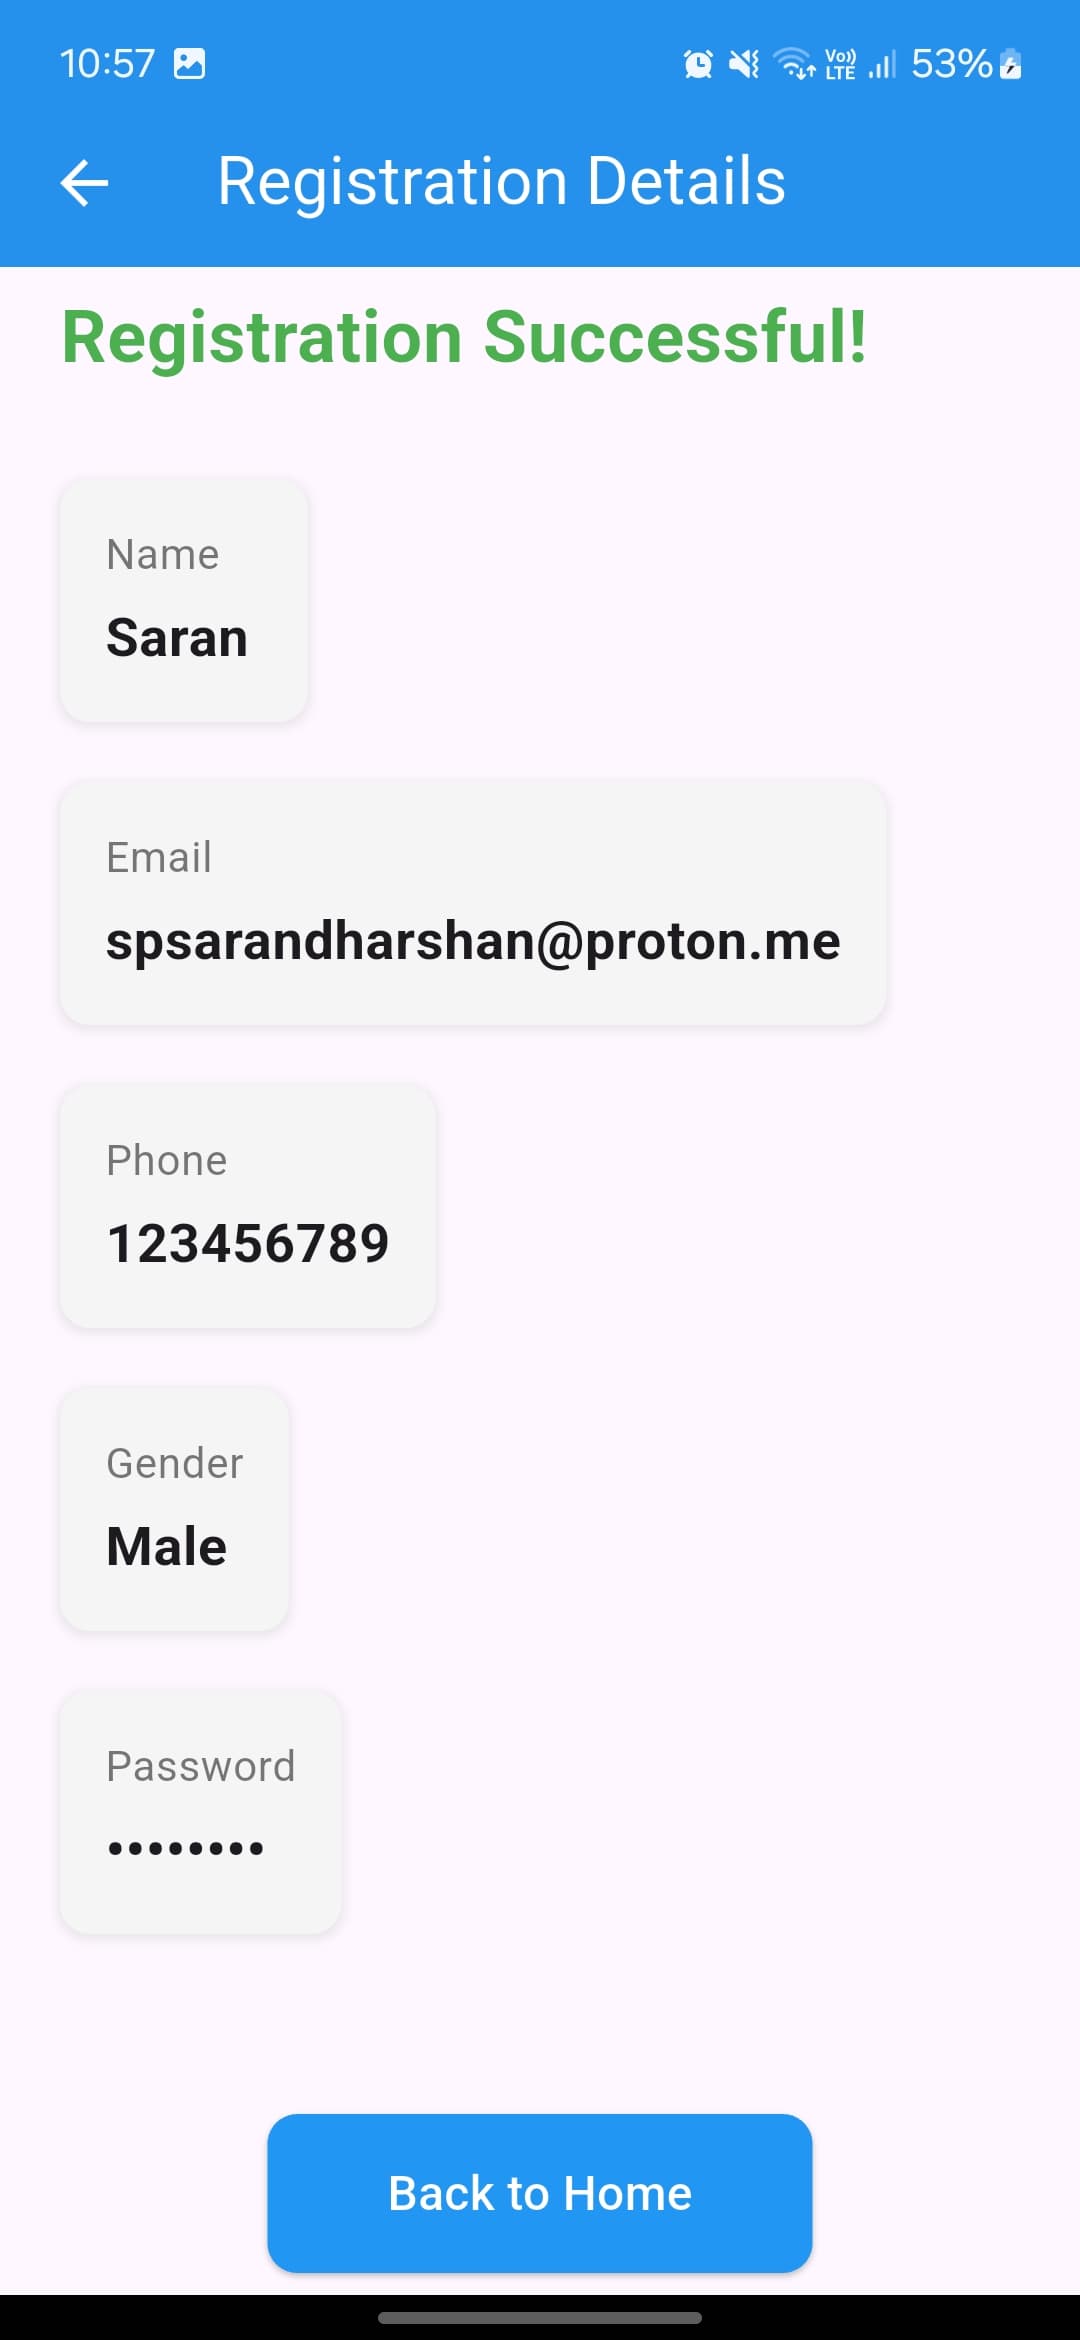 10:57 Vo)) LTE 53%
Registration Details
Registration Successful!
Name
Saran
Email
spsarandharshan@proton.me
Phone
123456789
Gender
Male
Password
••••••••
Back to Home